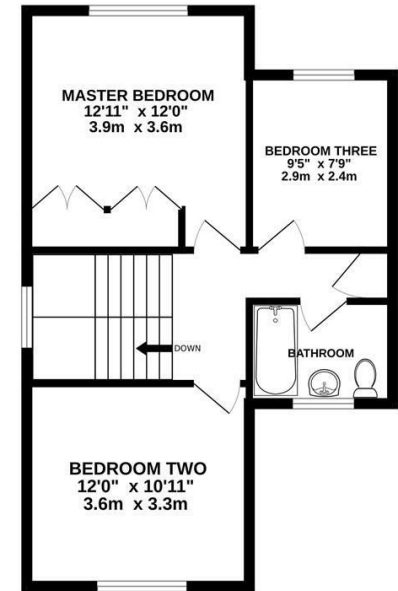 MASTER BEDROOM
12'11" x 12'0"
3.9m x 3.6m
BEDROOM THREE
9'5" x 7'9"
2.9m x 2.4m
DOWN
BATHROOM
BEDROOM TWO
12'0" x 10'11"
3.6m x 3.3m